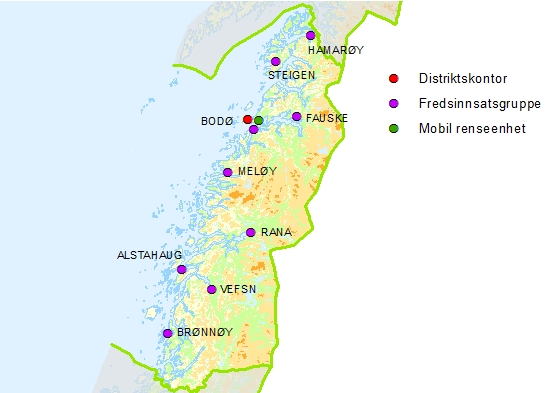 HAMARØY
STEIGEN
BODØ
FAUSKE
MELØY
RANA
ALSTAHAUG
VEFSN
BRØNNØY
Distriktskontor
Fredsinnsatsgruppe
Mobil renseenhet